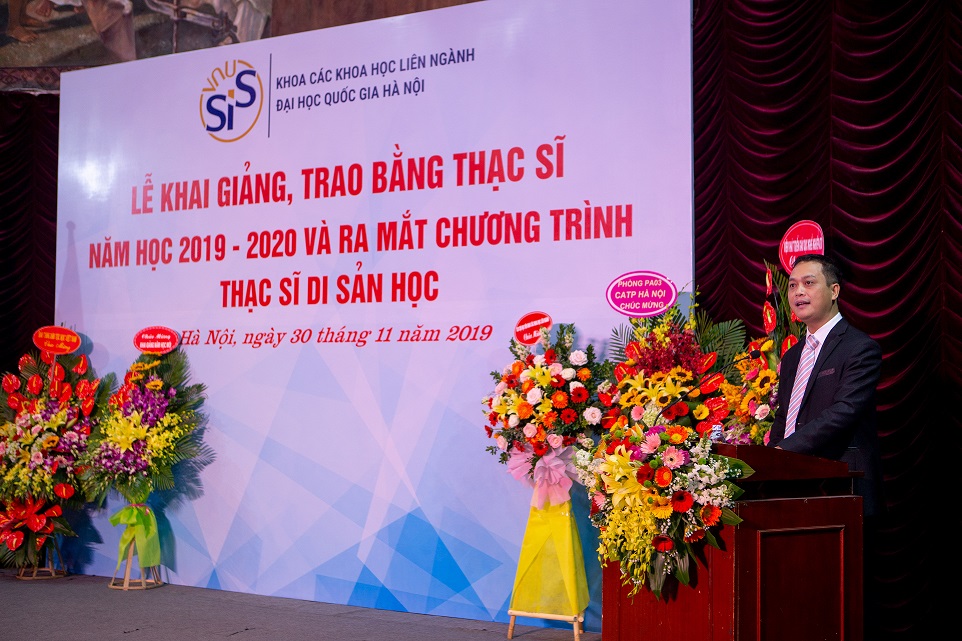 VNU
SiS
KHOA CÁC KHOA HỌC LIÊN NGÀNH
ĐẠI HỌC QUỐC GIA HÀ NỘI
LỄ KHAI GIẢNG, TRAO BẰNG THẠC SĨ
NĂM HỌC 2019 - 2020 VÀ RA MẮT CHƯƠNG TRÌNH
THẠC SĨ DI SẢN HỌC
Hà Nội, ngày 30 tháng 11 năm 2019
PHÒNG PA03
CATP HÀ NỘI
CHÚC MỪNG
Chúc Mừng